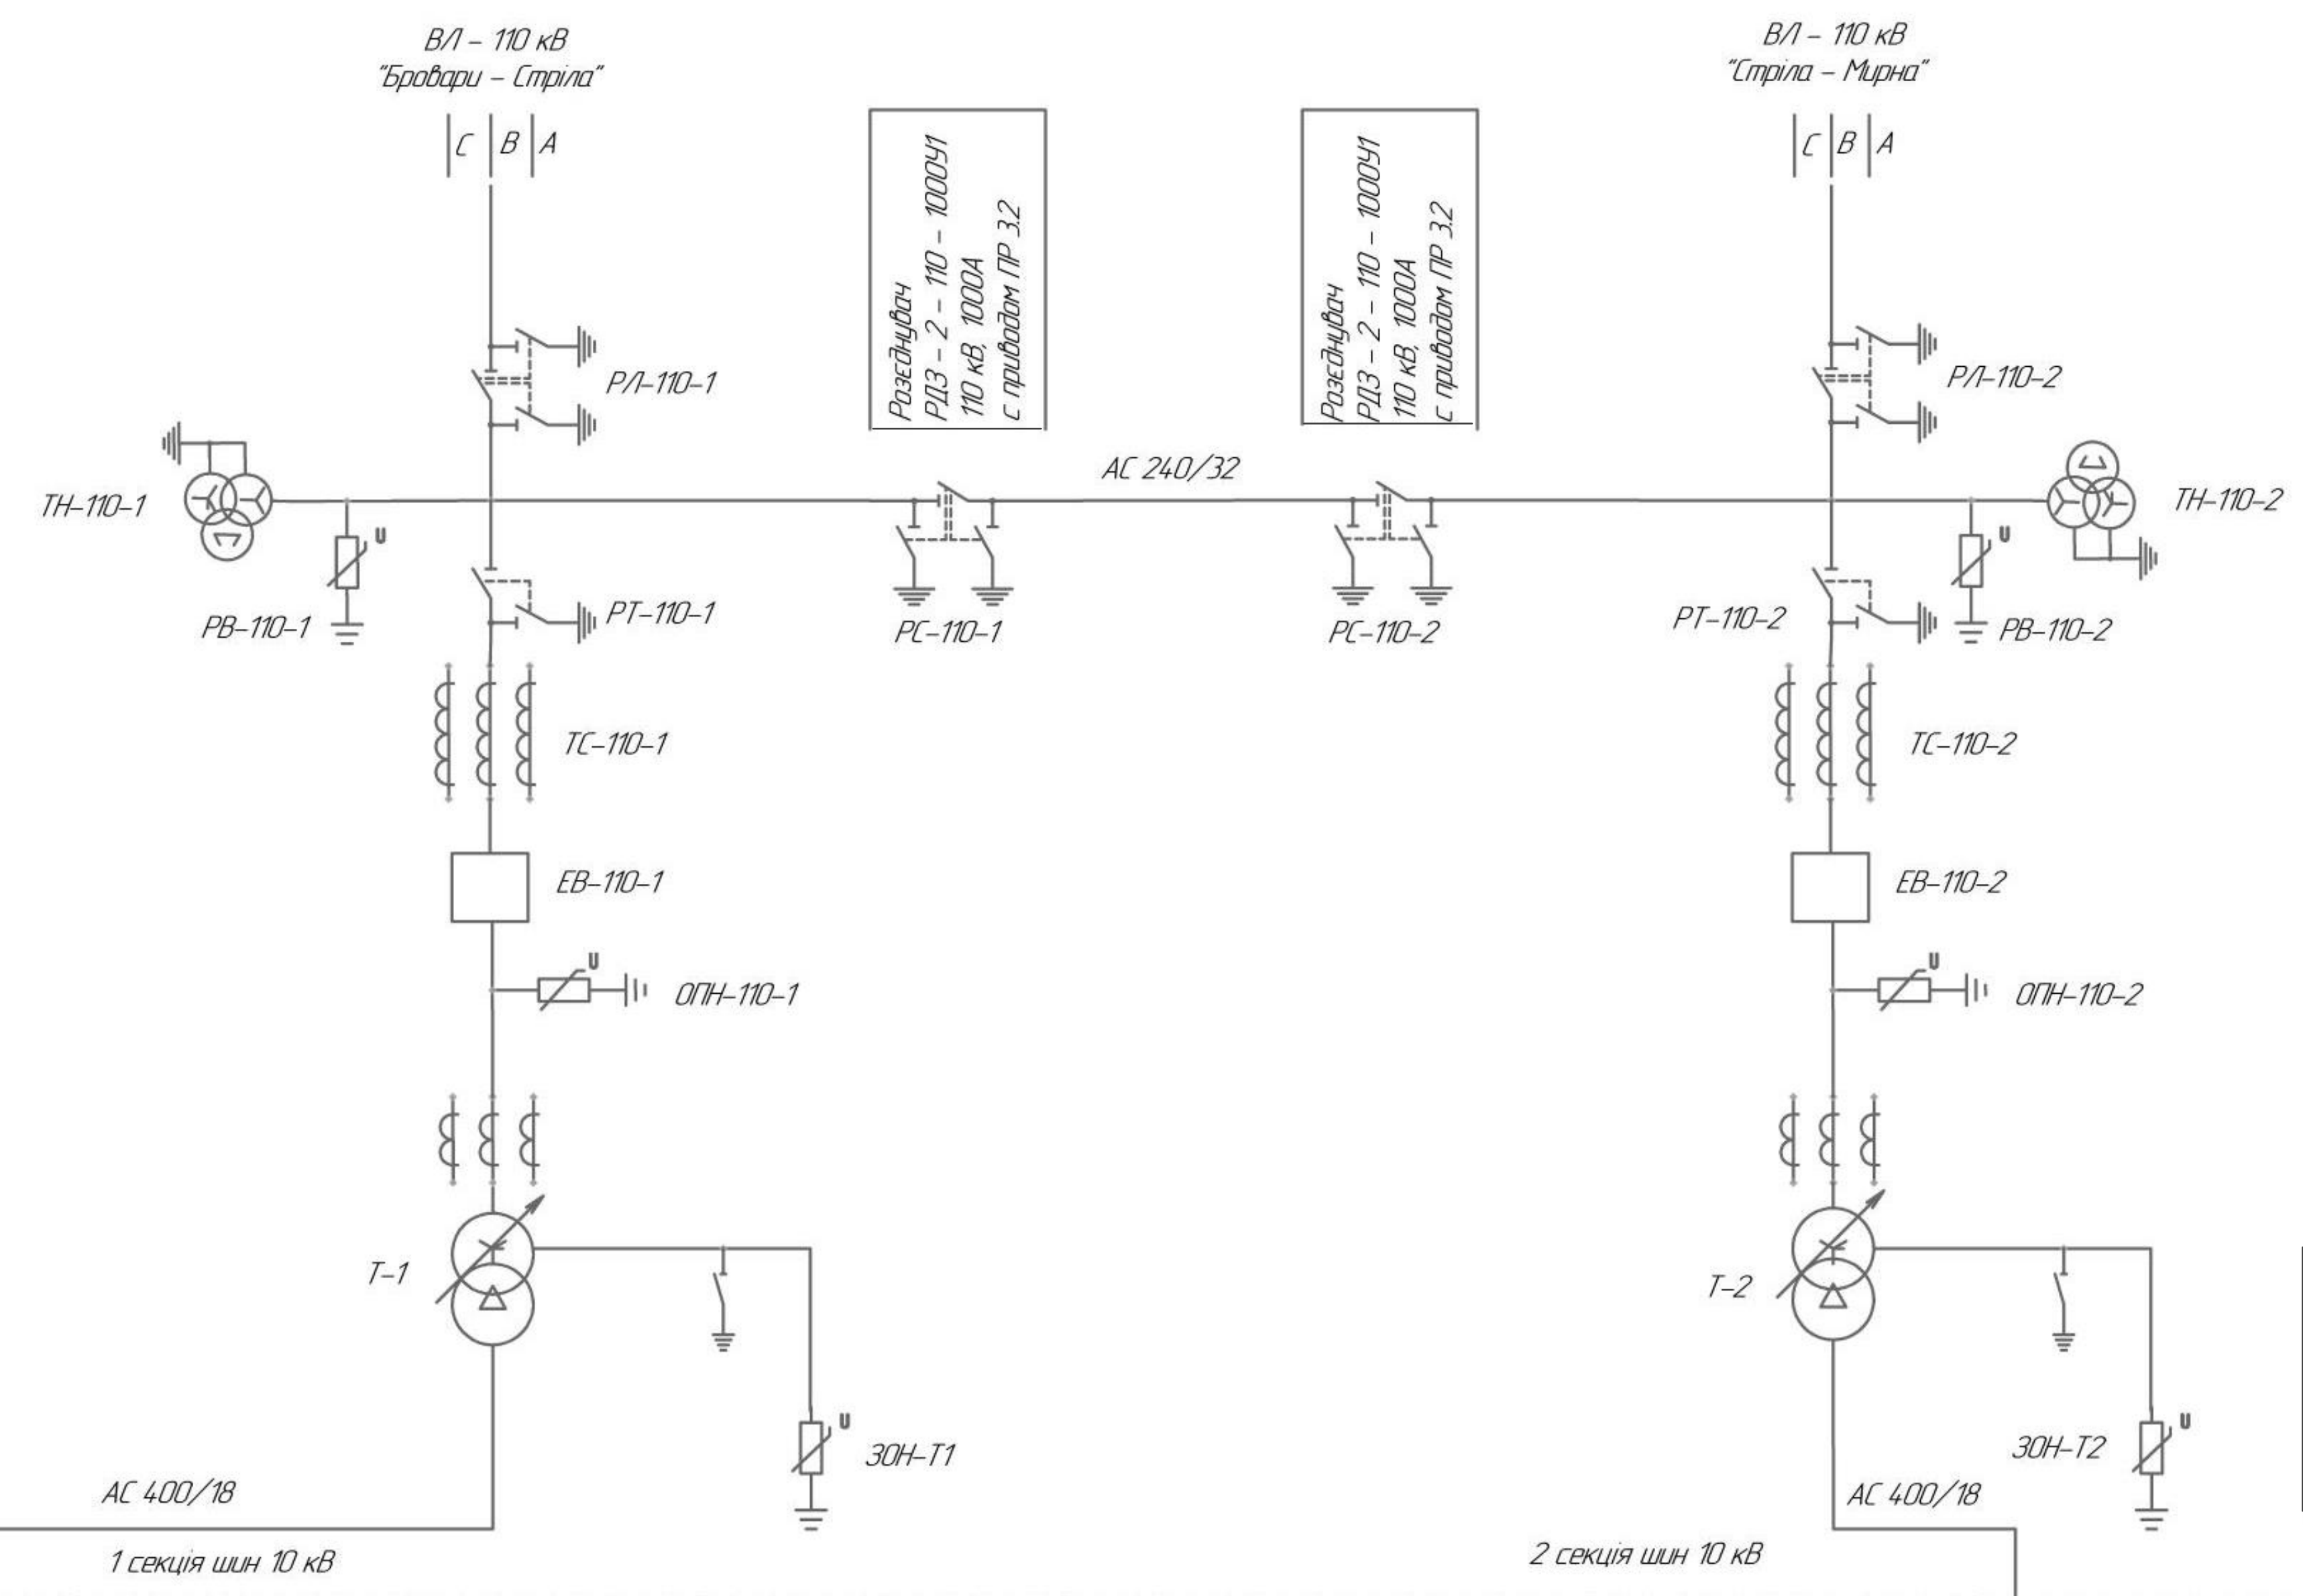 ВЛ – 110 кВ
"Бровари – Стріла"
С В А
ВЛ – 110 кВ
"Стріла – Мирна"
С В А
Розєднувач
РДЗ – 2 – 110 – 1000У1
110 кВ, 1000А
с приводом ПР 3.2
Розєднувач
РДЗ – 2 – 110 – 1000У1
110 кВ, 1000А
с приводом ПР 3.2
РЛ-110-1
РЛ-110-2
АС 240/32
ТН-110-1
ТН-110-2
U
U
РВ-110-1
РТ-110-1
РС-110-1
РС-110-2
РТ-110-2
РВ-110-2
ТС-110-1
ТС-110-2
ЕВ-110-1
ЕВ-110-2
U
ОПН-110-1
U
ОПН-110-2
Т-1
Т-2
U
ЗОН-Т1
U
ЗОН-Т2
АС 400/18
АС 400/18
1 секція шин 10 кВ
2 секція шин 10 кВ